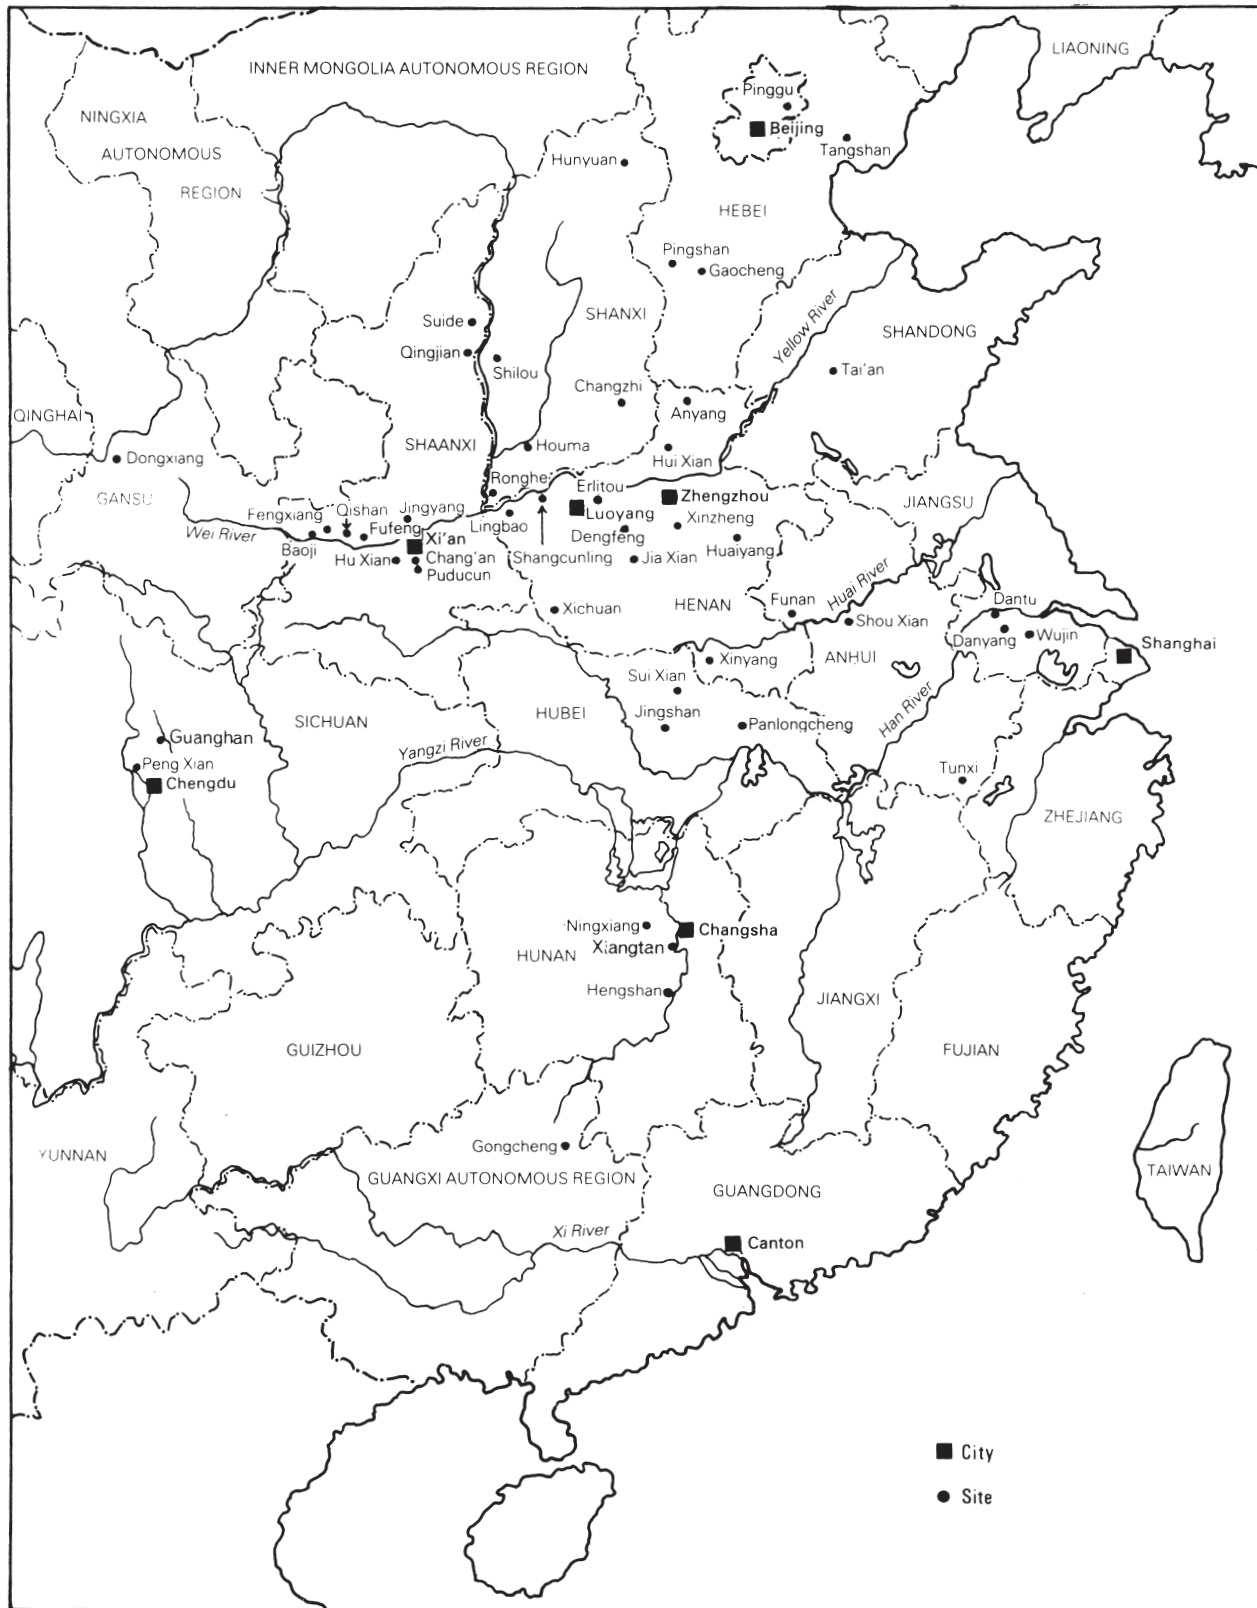 LIAONING
INNER MONGOLIA AUTONOMOUS REGION
Pinggu
NINGXIA
Beijing
AUTONOMOUS
Tangshan
Hunyuan
REGION
HEBEI
Pingshan
Gaocheng
SHANXI
Yellow River
SHANDONG
Suide
Qingjian
Shilou
Tai'an
Changzhi
Anyang
QINGHAI
SHAANXI
Houma
Hui Xian
Dongxiang
Ronghe
Erlitou
Zhengzhou
GANSU
JIANGSU
Fengxiang
Qishan
Jingyang
Lingbao
Luoyang
Xinzheng
Wei River
Fufeng
Xi'an
Dengfeng
Huaiyang
Baoji
Hu Xian
Chang'an
Shangcunling
Jia Xian
Puducun
Huai River
Xichuan
HENAN
Funan
Dantu
Shou Xian
Danyang
Wujin
Shanghai
Xinyang
ANHUI
Sui Xian
SICHUAN
HUBEI
Jingshan
Panlongcheng
Han River
Guanghan
Yangzi River
Peng Xian
Chengdu
Tunxi
ZHEJIANG
Ningxiang
Changsha
HUNAN
Xiangtan
Hengshan
JIANGXI
GUIZHOU
FUJIAN
YUNNAN
Gongcheng
GUANGXI AUTONOMOUS REGION
GUANGDONG
TAIWAN
Xi River
Canton
City
Site